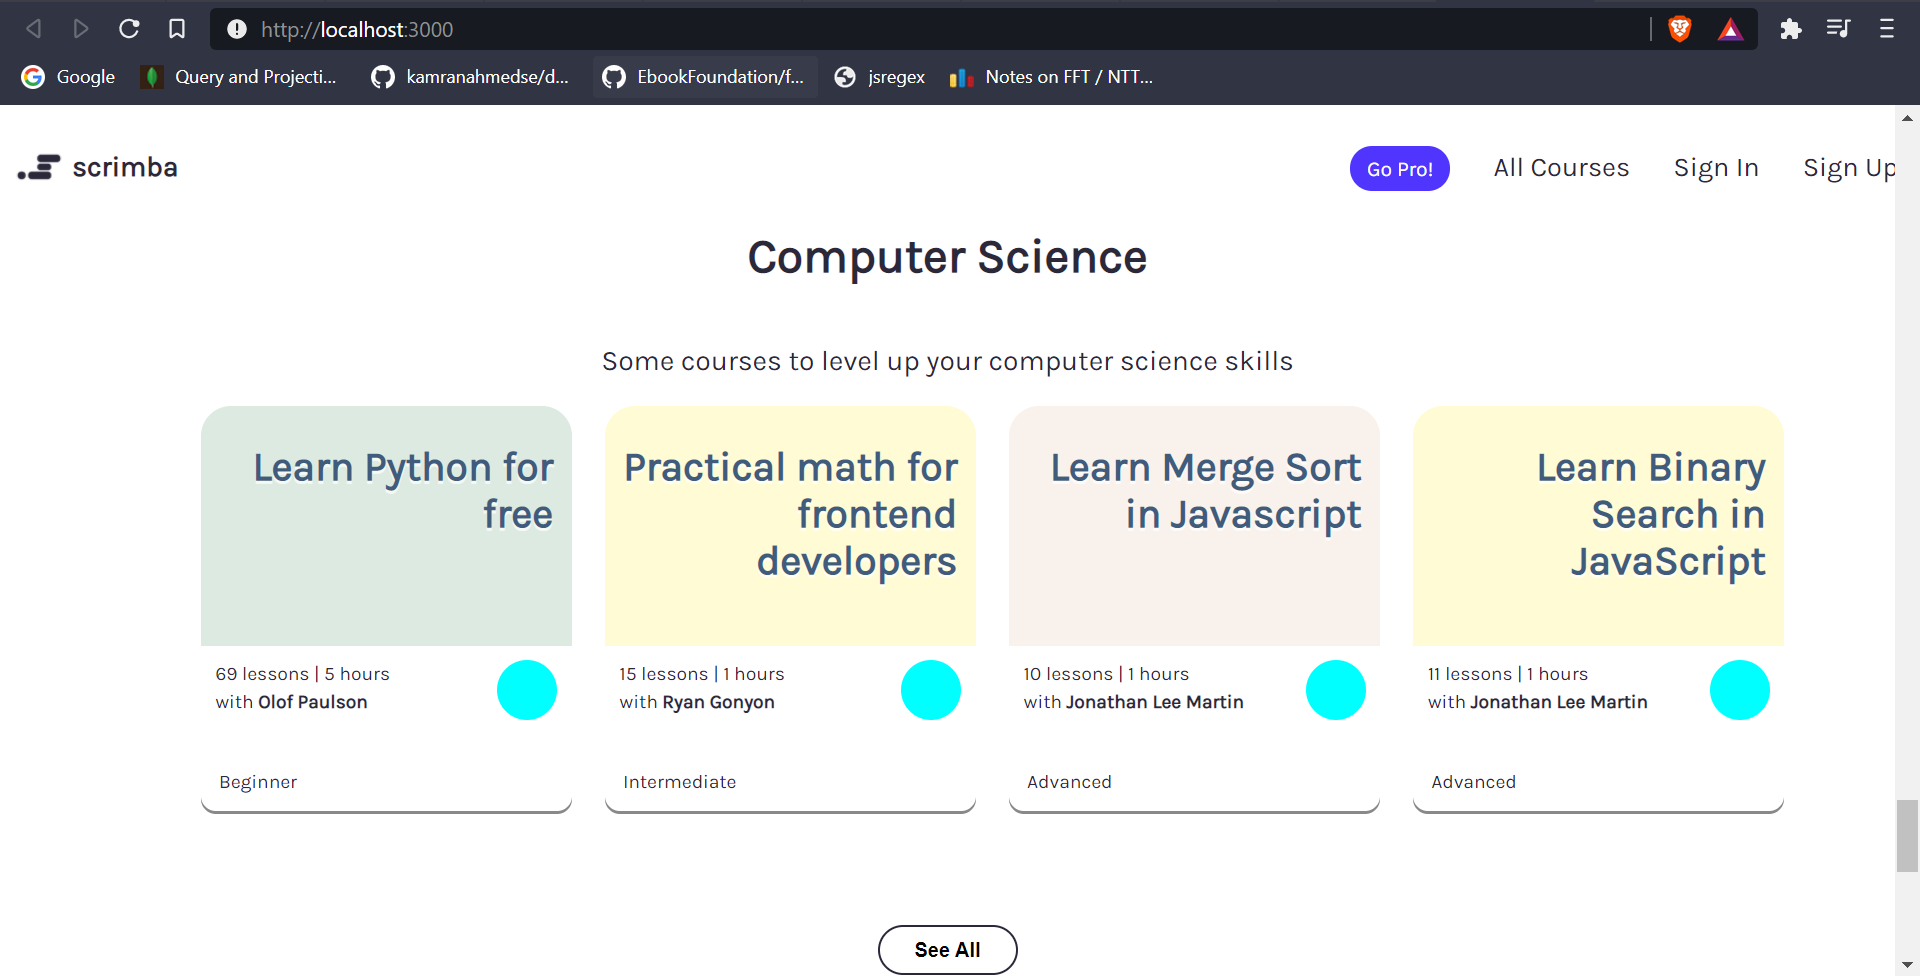 http://localhost:3000
Google
Query and Projecti...
kamranahmedse/d...
EbookFoundation/f...
jsregex
Notes on FFT / NTT...
scrimba
Go Pro!
All Courses
Sign In
Sign Up
Computer Science
Some courses to level up your computer science skills
Learn Python for
free
69 lessons | 5 hours
with Olof Paulson
Beginner
Practical math for
frontend
developers
15 lessons | 1 hours
with Ryan Gonyon
Intermediate
Learn Merge Sort
in Javascript
10 lessons | 1 hours
with Jonathan Lee Martin
Advanced
Learn Binary
Search in
JavaScript
11 lessons | 1 hours
with Jonathan Lee Martin
Advanced
See All